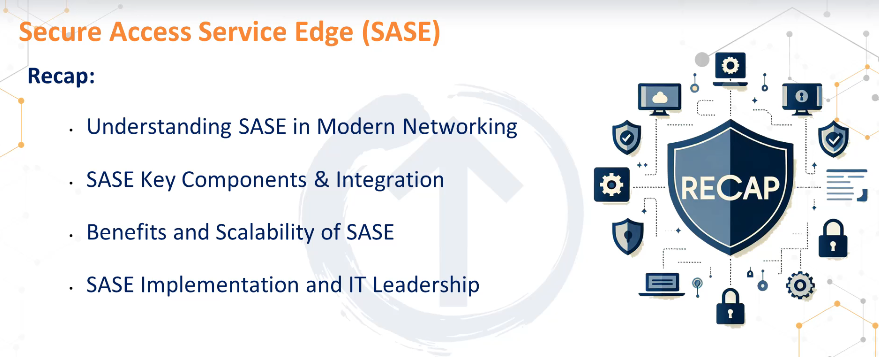 Secure Access Service Edge (SASE)
Recap:
· Understanding SASE in Modern Networking
· SASE Key Components & Integration
· Benefits and Scalability of SASE
· SASE Implementation and IT Leadership
RECAP